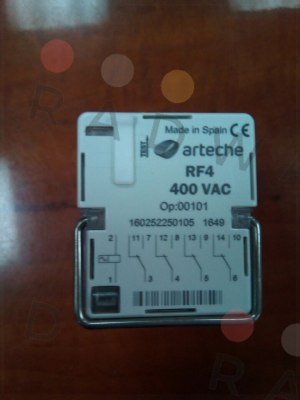 Made in Spain CE
TEST
arteche
RF4
400 VAC
Op:00101
160252250105 1649
2 11 7 12 8 13 9 14 10
1 3 4 5 6